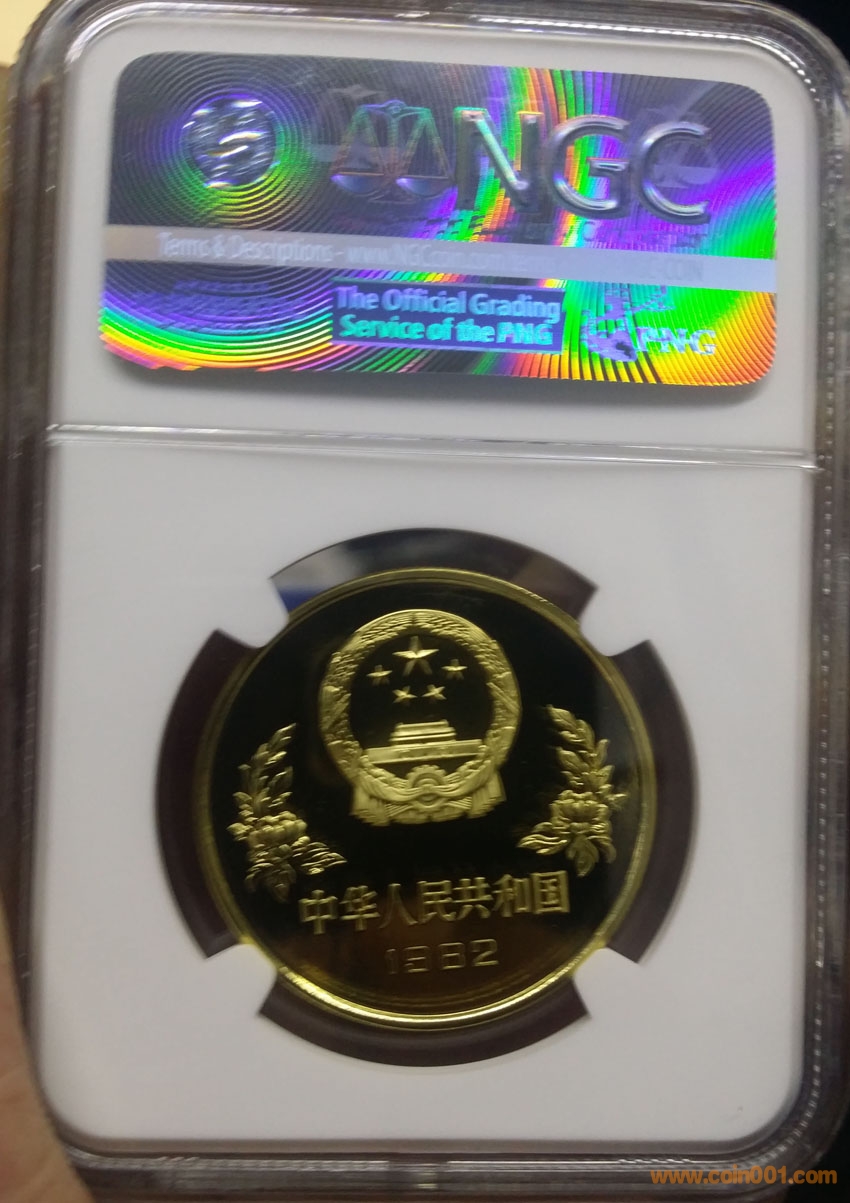 NGC
Terms & Descriptions - www.NGCcoin.com
The Official Grading
Service of the PNG
PNG
中华人民共和国
1982
www.coin001.com